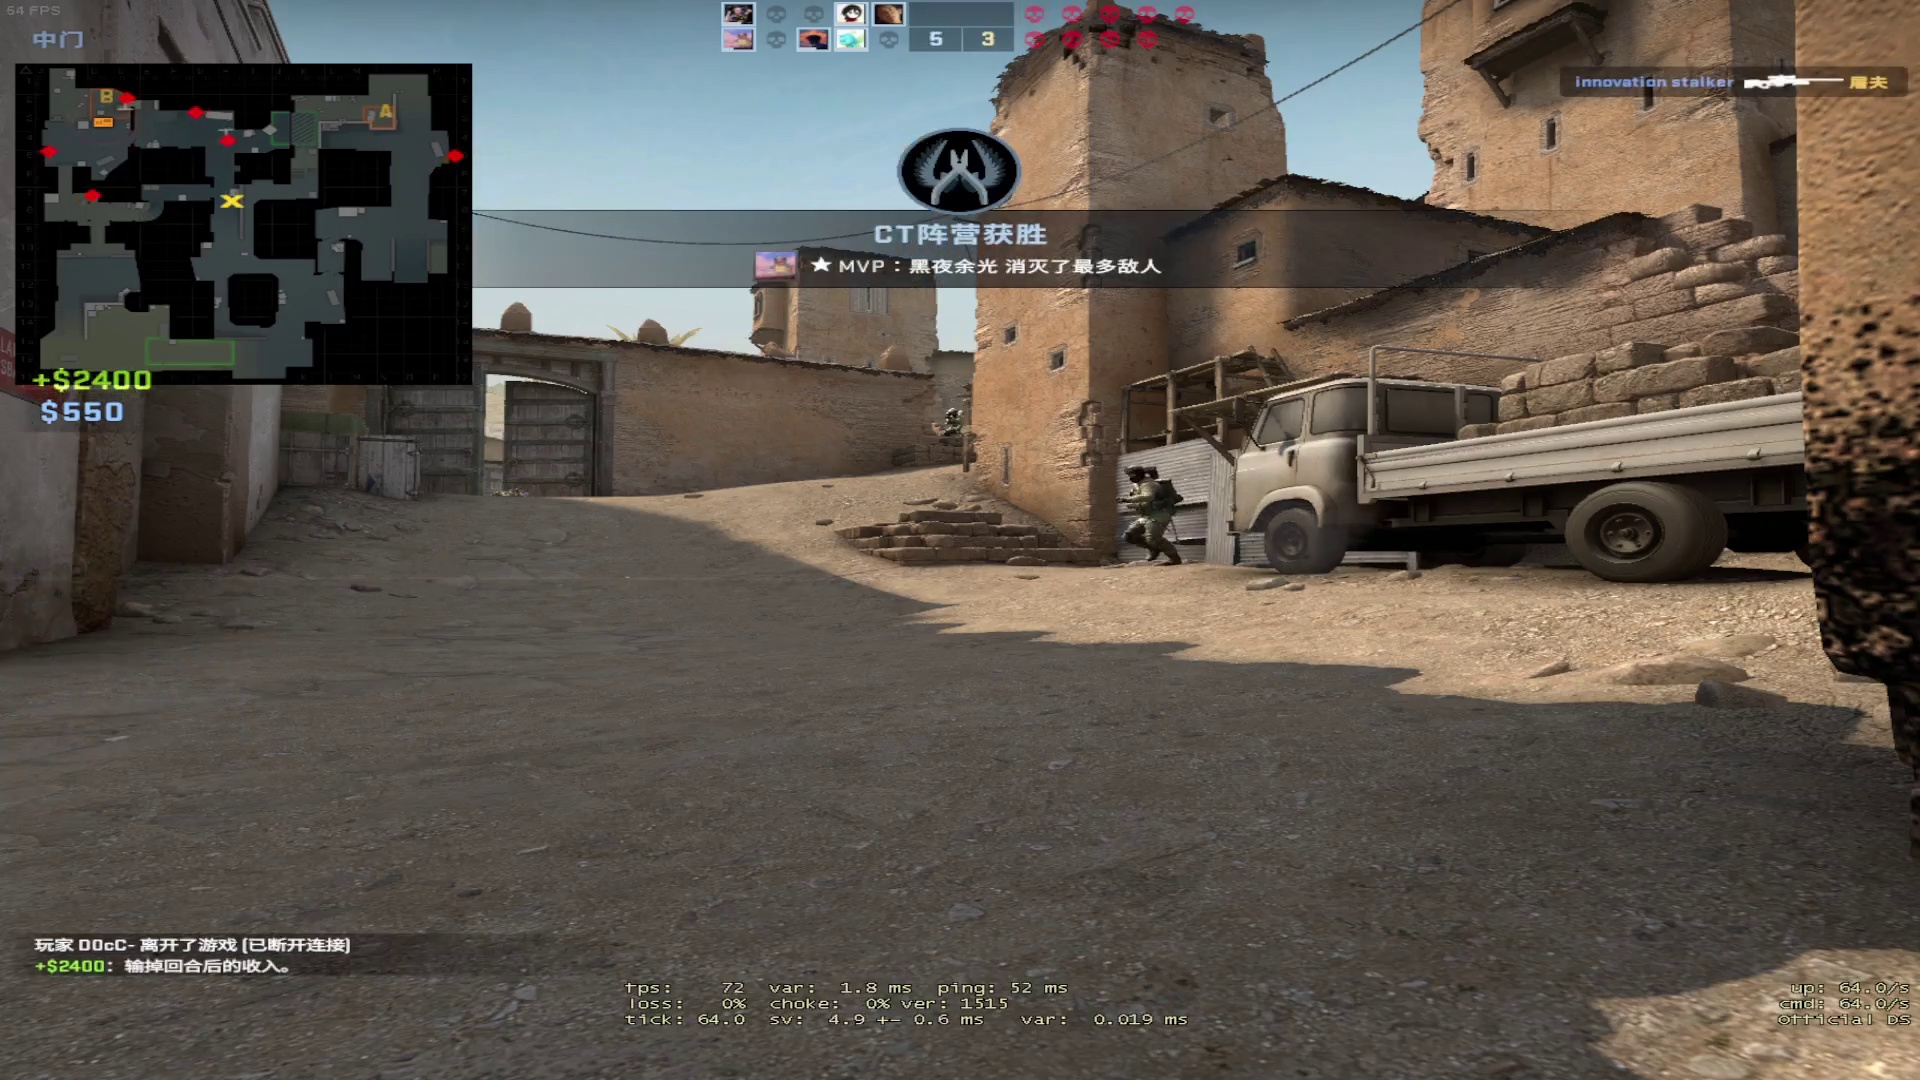 64 FPS
中门
5 3
innovation stalker 屠夫
B
A
CT阵营获胜
★ MVP：黑夜余光 消灭了最多敌人
+$2400
$550
玩家 D0cC- 离开了游戏 (已断开连接)
+$2400：输掉回合后的收入。
fps: 72 var: 1.8 ms ping: 52 ms
loss: 0% choke: 0% ver: 1515
tick: 64.0 sv: 4.9 +- 0.6 ms var: 0.019 ms
up: 64.0/s
cmd: 64.0/s
Official DS